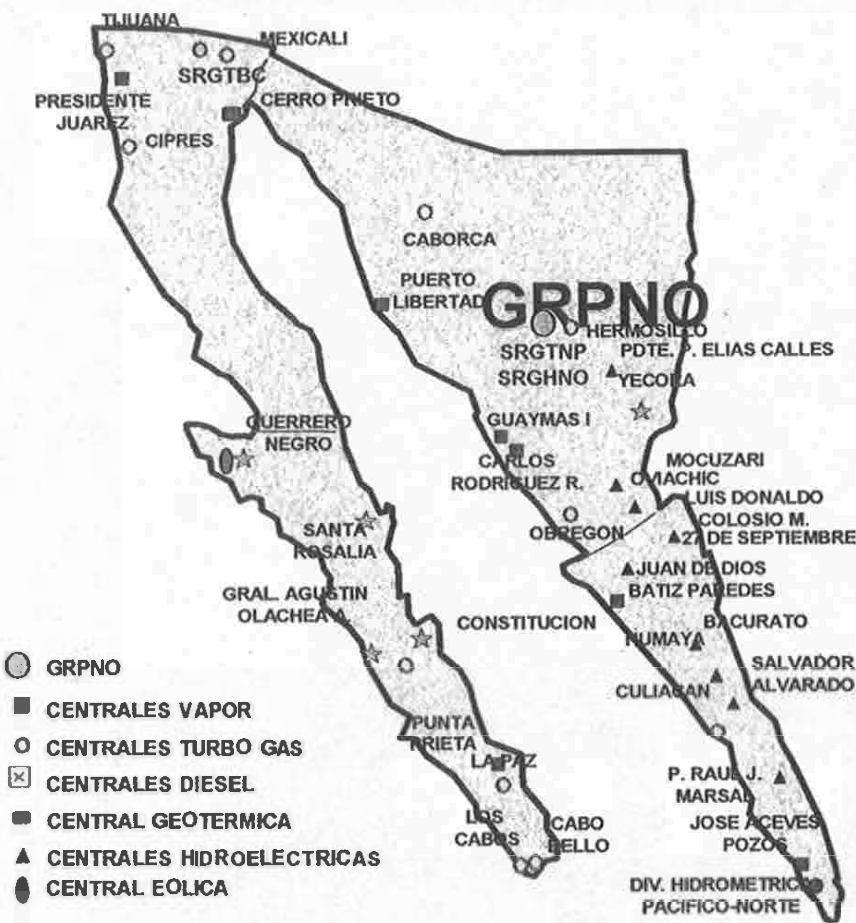 TIJUANA
MEXICALI
SRGTBC
PRESIDENTE
JUAREZ
CERRO PRIETO
CIPRES
CABORCA
PUERTO
LIBERTAD
GRPNO
HERMOSILLO
SRGTNP
PDTE. P. ELIAS CALLES
SRGHNO
YECORA
GUERRERO
NEGRO
GUAYMAS I
CARLOS
RODRIGUEZ R.
MOCUZARI
OVIACHIC
LUIS DONALDO
COLOSIO M.
OBREGON
27 DE SEPTIEMBRE
SANTA
ROSALIA
JUAN DE DIOS
BATIZ PAREDES
GRAL. AGUSTIN
OLACHEA A.
CONSTITUCION
BACURATO
HUMAYA
SALVADOR
ALVARADO
CULIACAN
PUNTA
PRIETA
LA PAZ
P. RAUL J.
MARSAL
LOS
CABOS
CABO
BELLO
JOSE ACEVES
POZOS
DIV. HIDROMETRICO
PACIFICO-NORTE
GRPNO
CENTRALES VAPOR
CENTRALES TURBO GAS
CENTRALES DIESEL
CENTRAL GEOTERMICA
CENTRALES HIDROELECTRICAS
CENTRAL EOLICA